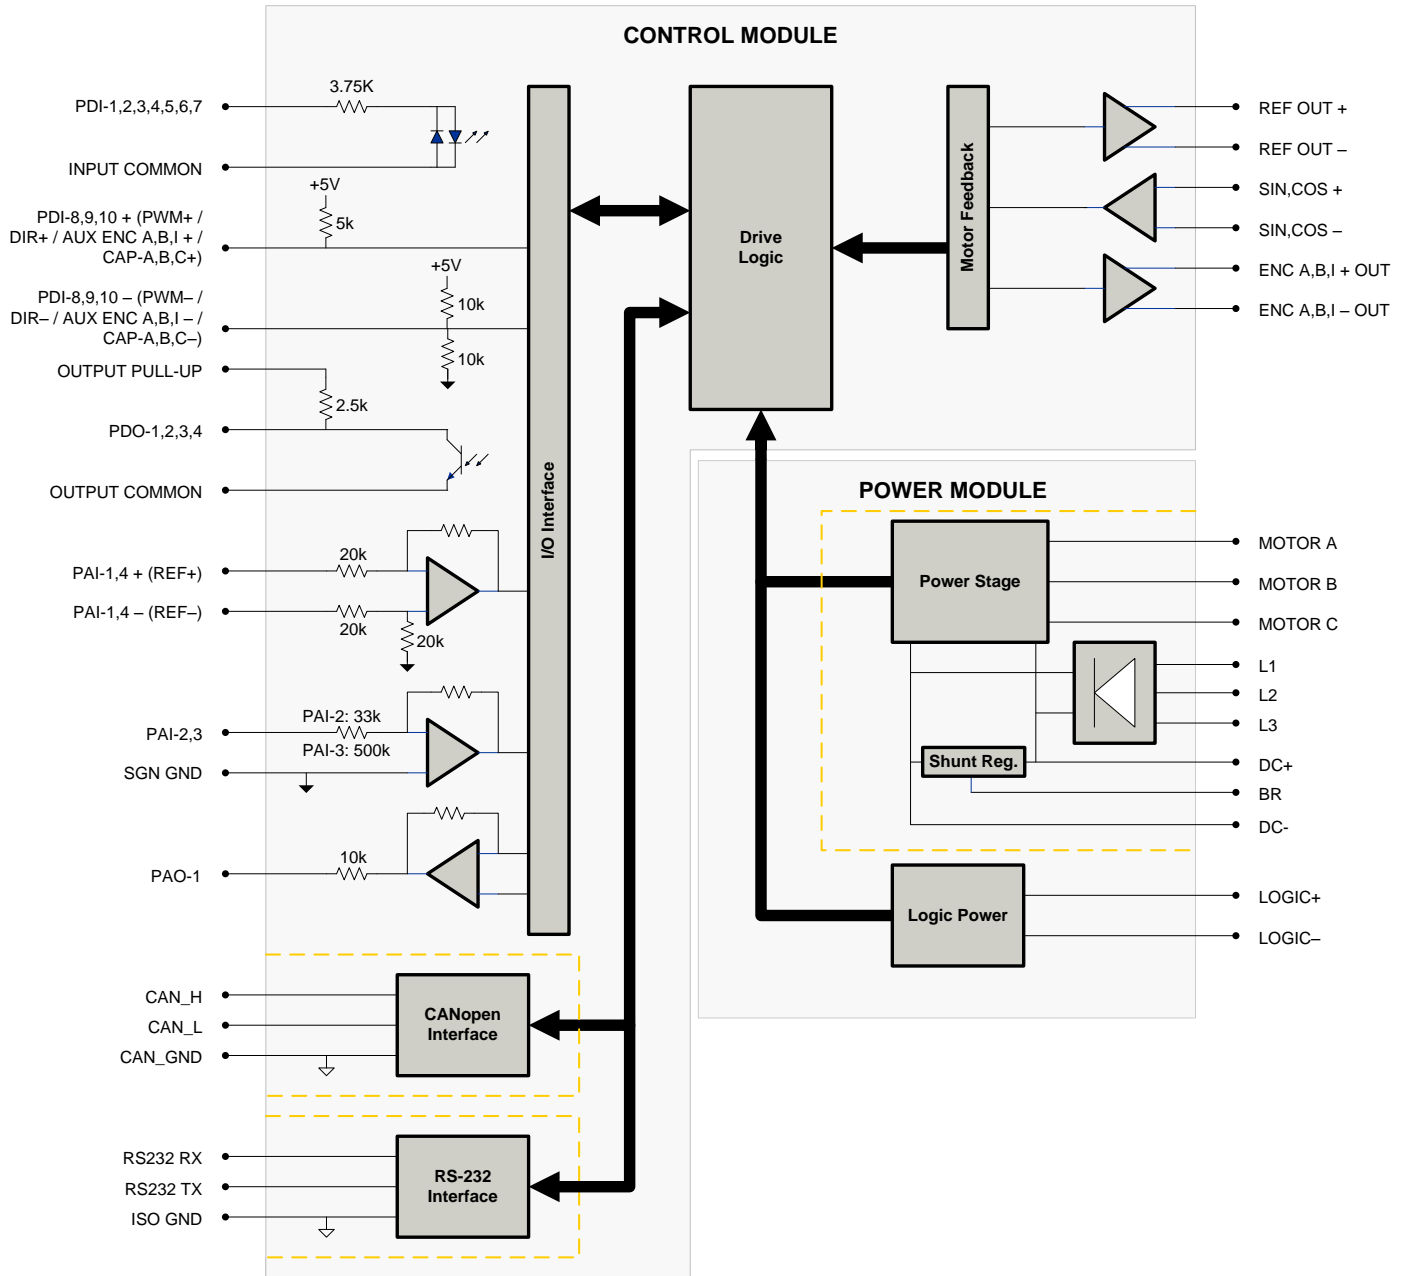 CONTROL MODULE
3.75K
PDI-1,2,3,4,5,6,7
INPUT COMMON
+5V
5k
PDI-8,9,10 + (PWM+ /
DIR+ / AUX ENC A,B,I + /
CAP-A,B,C+)
+5V
10k
PDI-8,9,10 – (PWM– /
DIR– / AUX ENC A,B,I – /
CAP-A,B,C–)
10k
OUTPUT PULL-UP
2.5k
PDO-1,2,3,4
OUTPUT COMMON
20k
PAI-1,4 + (REF+)
PAI-1,4 – (REF–)
20k
20k
PAI-2: 33k
PAI-2,3
PAI-3: 500k
SGN GND
10k
PAO-1
I/O Interface
CAN_H
CAN_L
CAN_GND
CANopen
Interface
RS232 RX
RS232 TX
ISO GND
RS-232
Interface
Drive
Logic
Motor Feedback
REF OUT +
REF OUT –
SIN,COS +
SIN,COS –
ENC A,B,I + OUT
ENC A,B,I – OUT
POWER MODULE
Power Stage
MOTOR A
MOTOR B
MOTOR C
L1
L2
L3
Shunt Reg.
DC+
BR
DC-
Logic Power
LOGIC+
LOGIC–